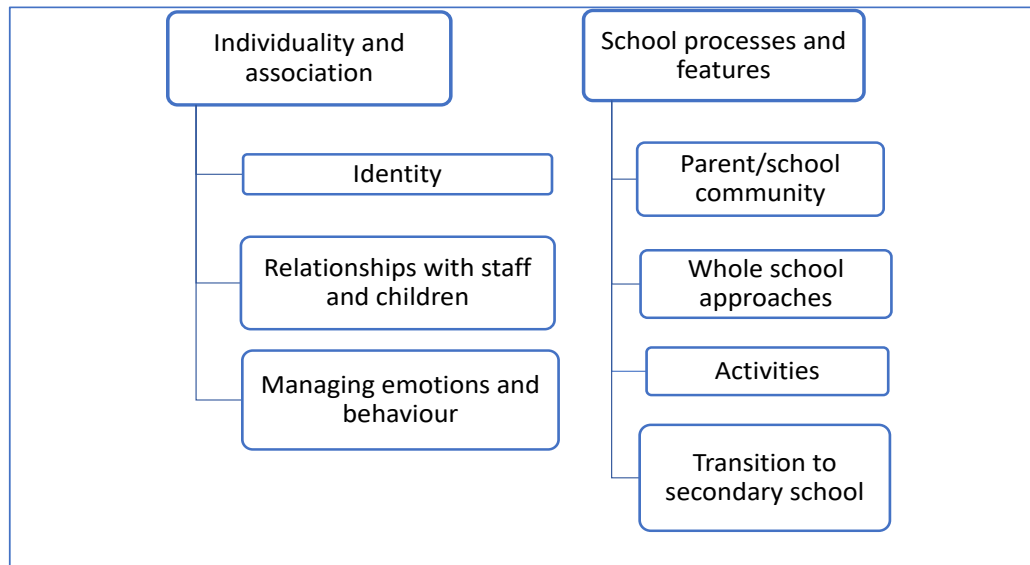 Individuality and
association
Identity
Relationships with staff
and children
Managing emotions and
behaviour
School processes and
features
Parent/school
community
Whole school
approaches
Activities
Transition to
secondary school